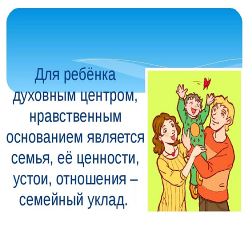 Для ребёнка
духовным центром,
нравственным
основанием является
семья, её ценности,
устои, отношения –
семейный уклад.